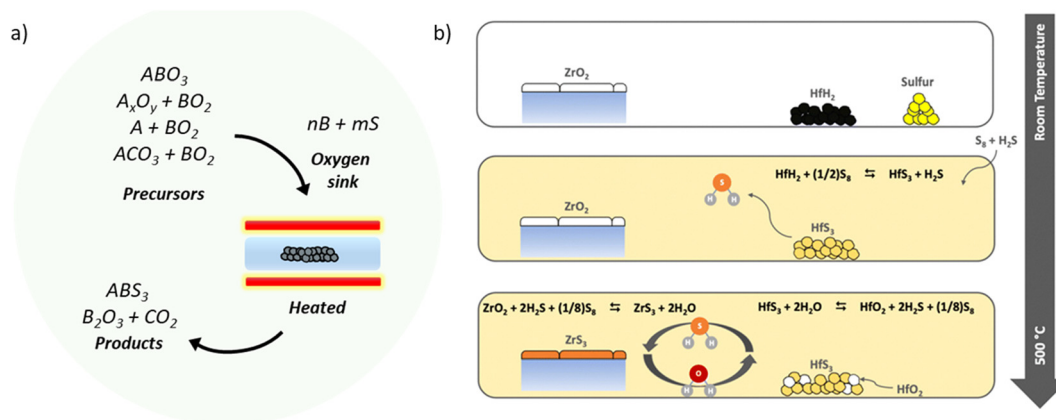 a)
ABO₃
AₓOᵧ + BO₂
A + BO₂
ACO₃ + BO₂
Precursors
nB + mS
Oxygen
sink
Heated
ABS₃
B₂O₃ + CO₂
Products
b)
ZrO₂
HfH₂
Sulfur
S₈ + H₂S
HfH₂ + (1/2)S₈ ⇆ HfS₃ + H₂S
S
H H
ZrO₂
HfS₃
ZrO₂ + 2H₂S + (1/8)S₈ ⇆ ZrS₃ + 2H₂O
HfS₃ + 2H₂O ⇆ HfO₂ + 2H₂S + (1/8)S₈
S
H H
ZrS₃
O
H H
HfS₃
HfO₂
Room Temperature
500 °C